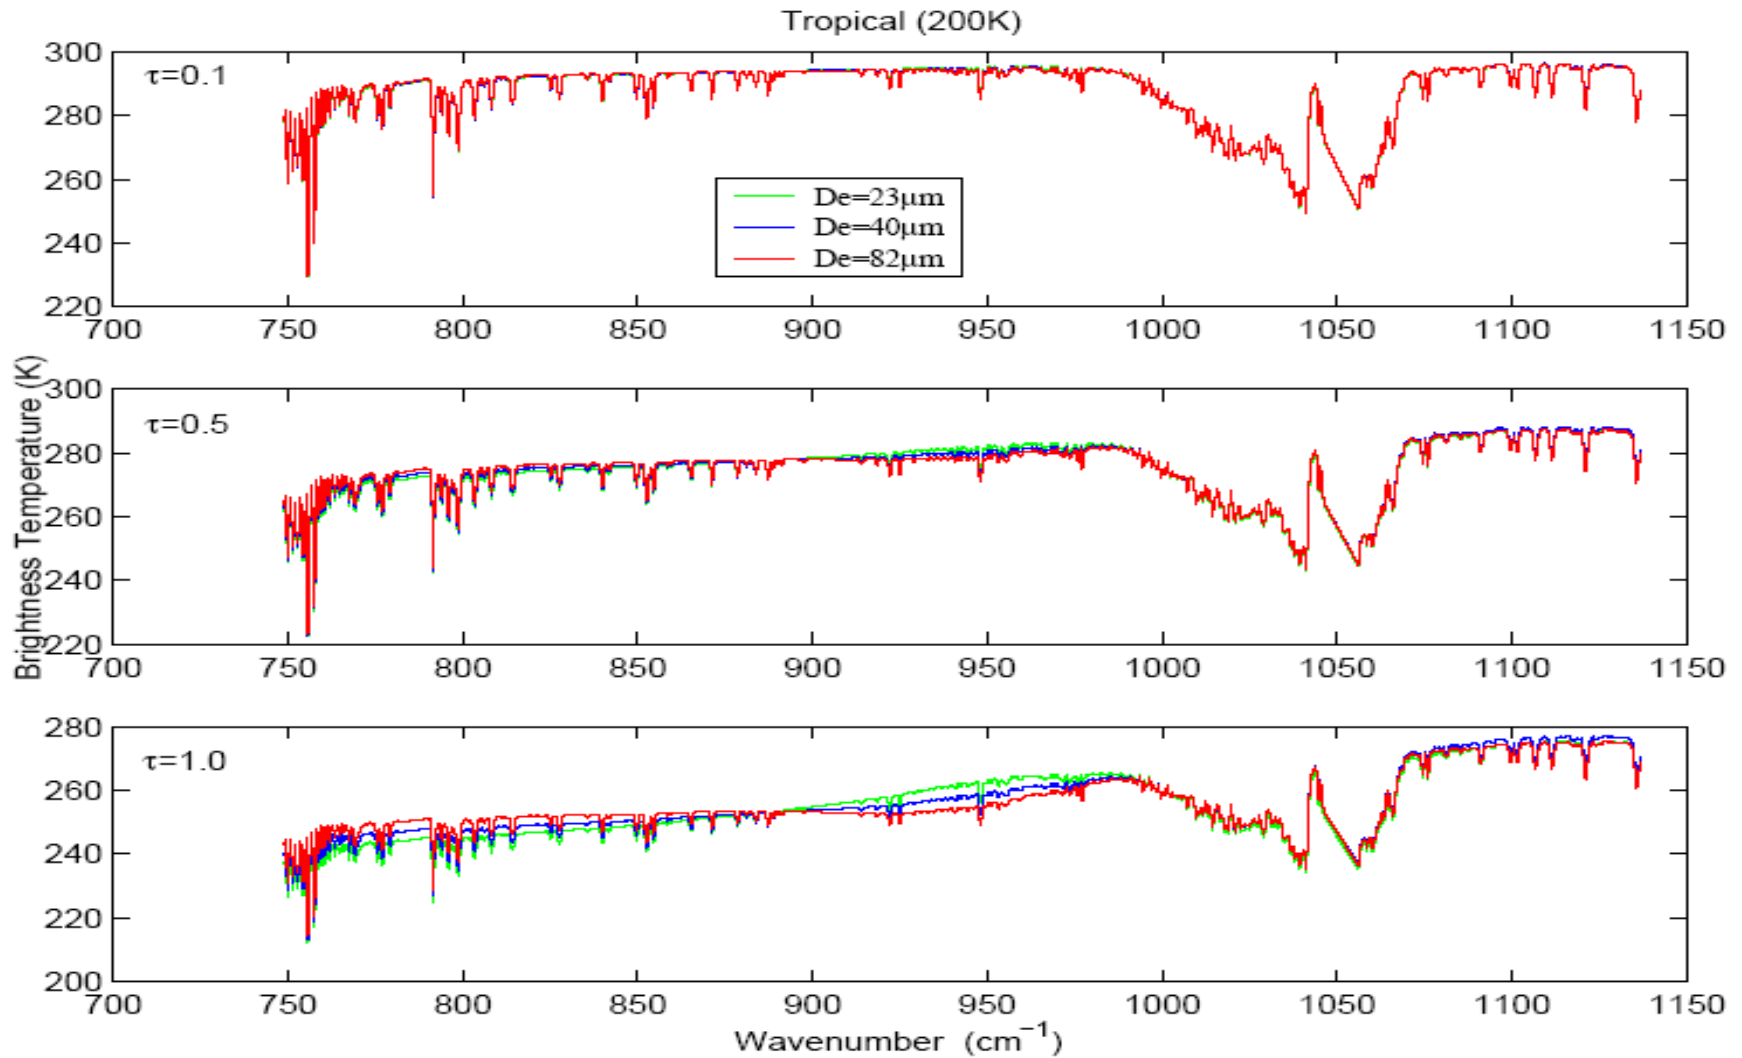 Tropical (200K)
300
280
260
240
220
τ=0.1
De=23μm
De=40μm
De=82μm
700 750 800 850 900 950 1000 1050 1100 1150
Brightness Temperature (K)
300
280
260
240
220
τ=0.5
700 750 800 850 900 950 1000 1050 1100 1150
280
260
240
220
200
τ=1.0
700 750 800 850 900 950 1000 1050 1100 1150
Wavenumber (cm⁻¹)